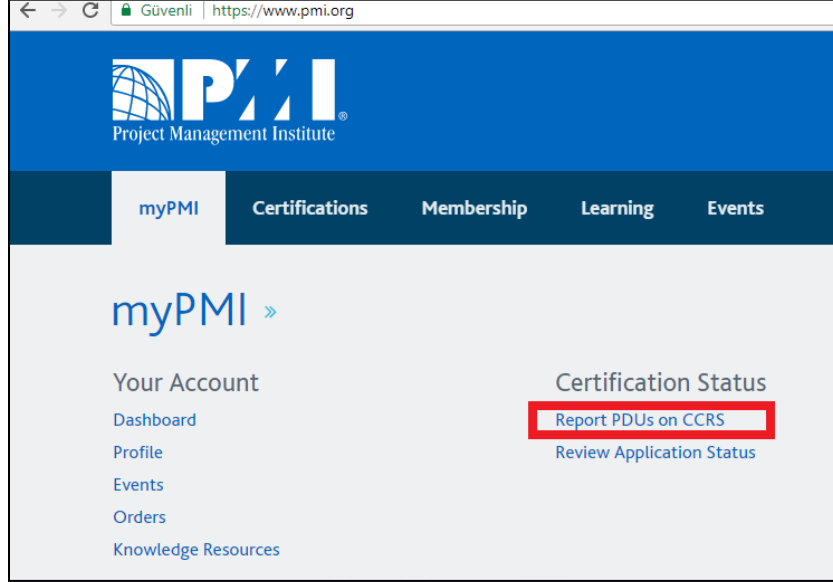 Güvenli https://www.pmi.org
PMI®
Project Management Institute
myPMI Certifications Membership Learning Events
myPMI »
Your Account
Dashboard
Profile
Events
Orders
Knowledge Resources
Certification Status
Report PDUs on CCRS
Review Application Status